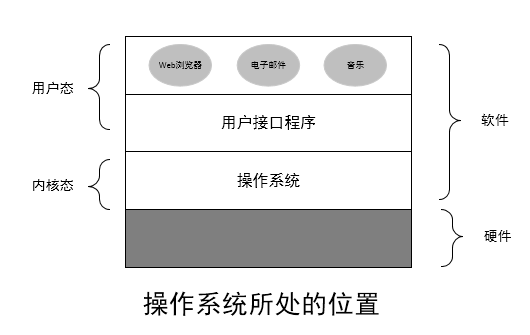 Web浏览器 电子邮件 音乐
用户态
软件
用户接口程序
操作系统
内核态
硬件
操作系统所处的位置